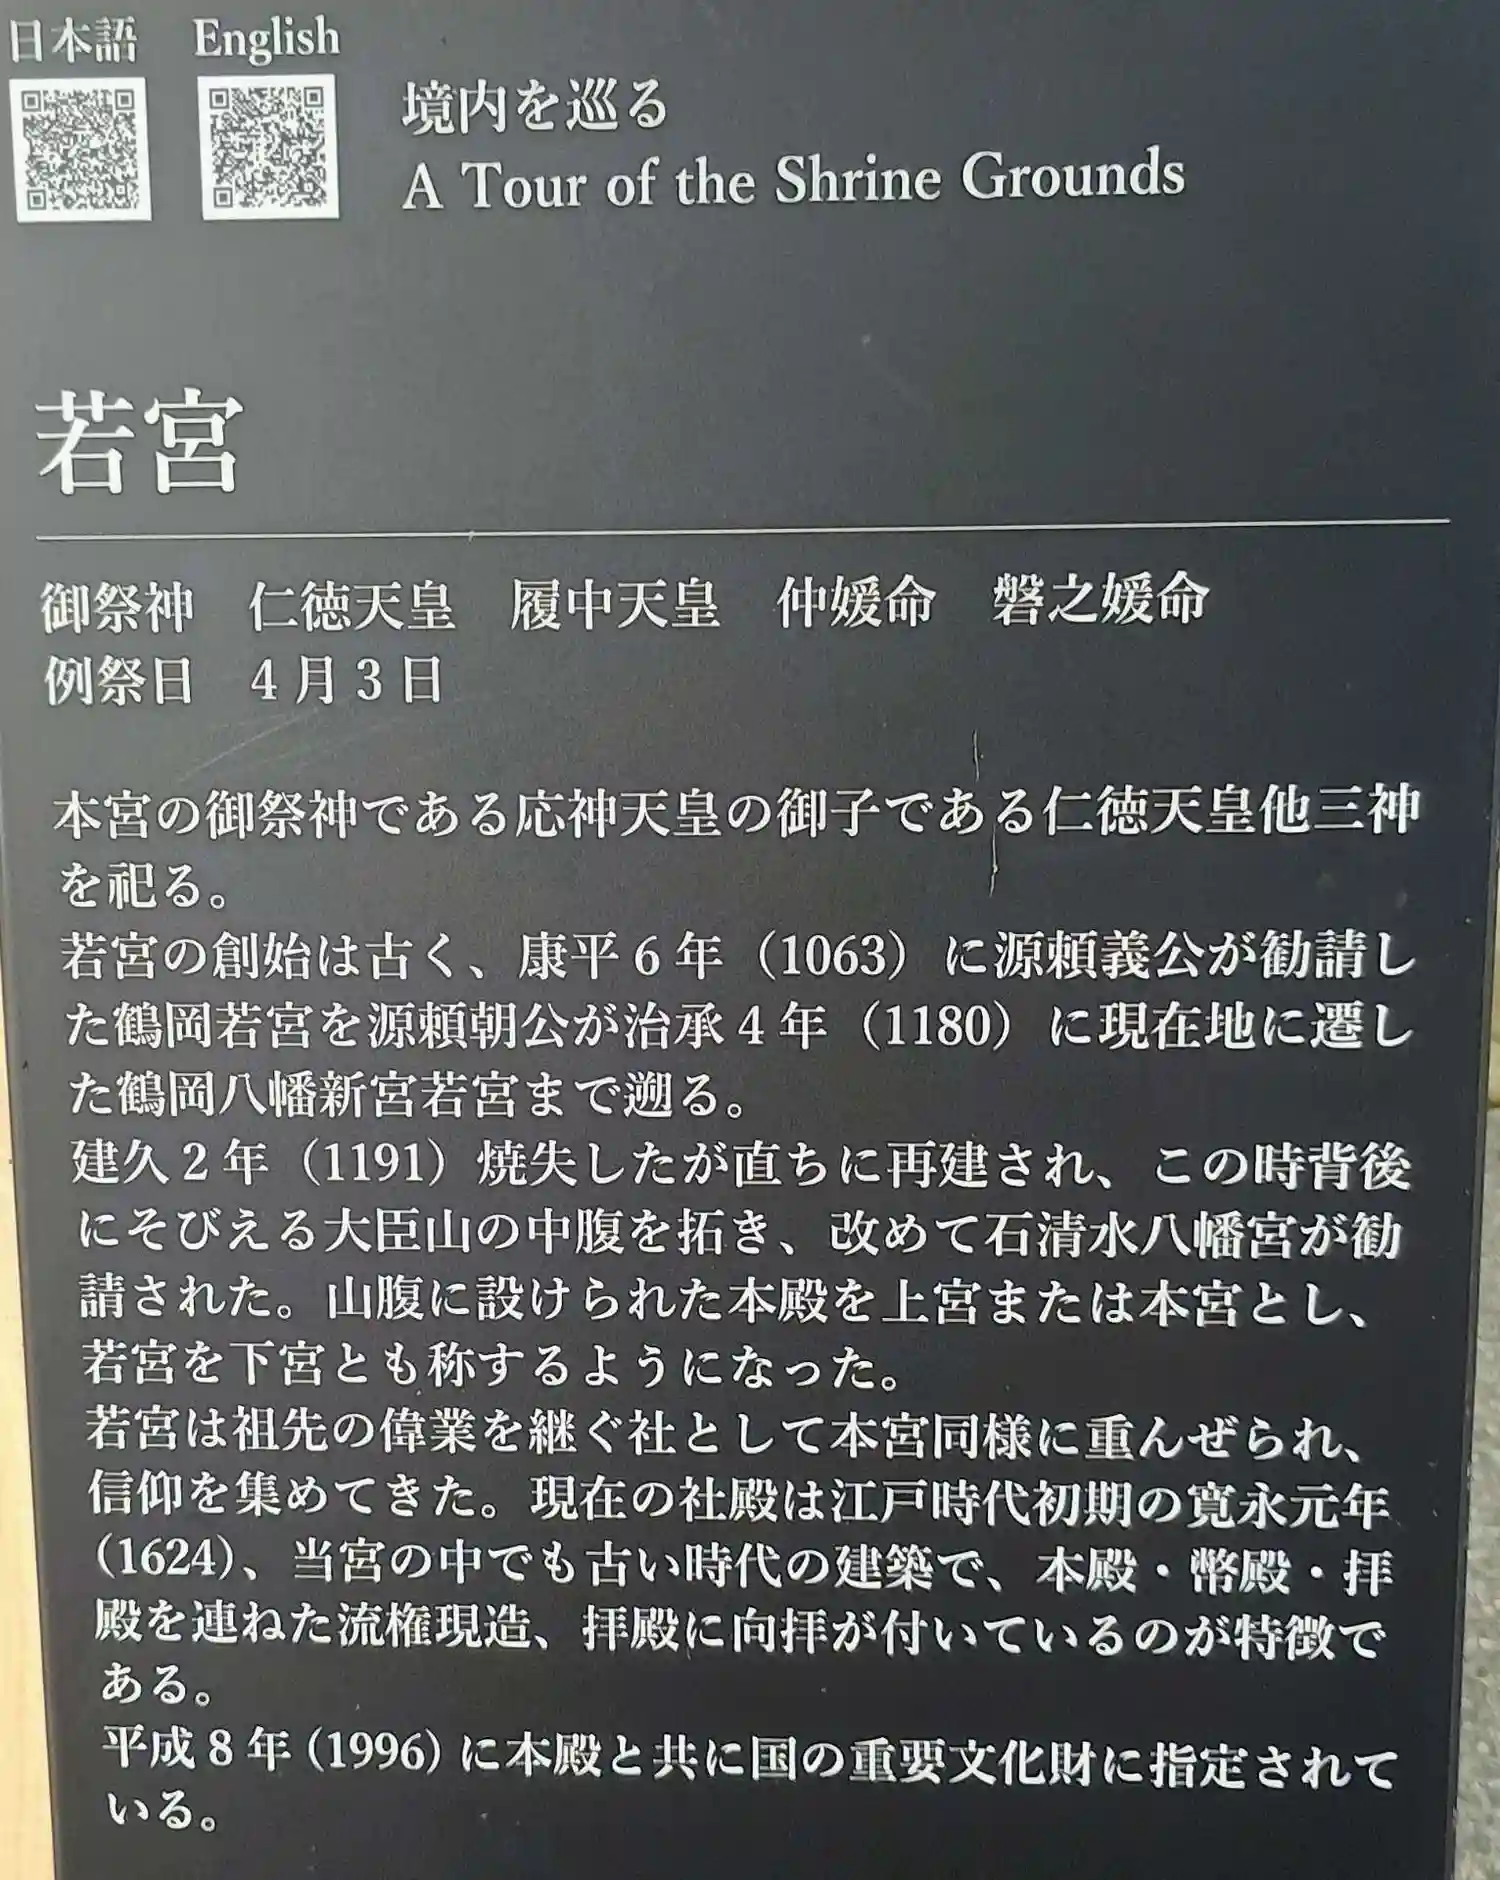 日本語 English
境内を巡る
A Tour of the Shrine Grounds
若宮
御祭神　仁徳天皇　履中天皇　仲媛命　磐之媛命
例祭日　4月3日
本宮の御祭神である応神天皇の御子である仁徳天皇他三神
を祀る。
若宮の創始は古く、康平6年（1063）に源頼義公が勧請し
た鶴岡若宮を源頼朝公が治承4年（1180）に現在地に遷し
た鶴岡八幡新宮若宮まで遡る。
建久2年（1191）焼失したが直ちに再建され、この時背後
にそびえる大臣山の中腹を拓き、改めて石清水八幡宮が勧
請された。山腹に設けられた本殿を上宮または本宮とし、
若宮を下宮とも称するようになった。
若宮は祖先の偉業を継ぐ社として本宮同様に重んぜられ、
信仰を集めてきた。現在の社殿は江戸時代初期の寛永元年
(1624)、当宮の中でも古い時代の建築で、本殿・幣殿・拝
殿を連ねた流権現造、拝殿に向拝が付いているのが特徴で
ある。
平成8年(1996)に本殿と共に国の重要文化財に指定されて
いる。